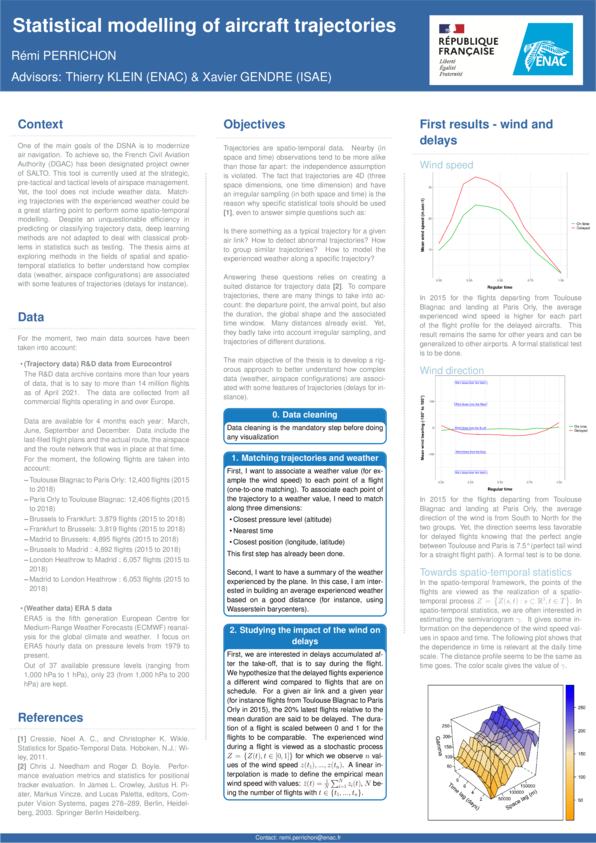 Statistical modelling of aircraft trajectories
Rémi PERRICHON
Advisors: Thierry KLEIN (ENAC) & Xavier GENDRE (ISAE)
RÉPUBLIQUE
FRANÇAISE
Liberté
Égalité
Fraternité
ENAC
Context
One of the main goals of the DSNA is to modernize
air navigation. To achieve so, the French Civil Aviation
Authority (DGAC) has been designated project owner
of SALTO. This tool is currently used at the strategic,
pre-tactical and tactical levels of airspace management.
Yet, the tool does not include weather data. Match-
ing trajectories with the experienced weather could be
a great starting point to perform some spatio-temporal
modelling. Despite an unquestionable efficiency in
predicting or classifying trajectory data, deep learning
methods are not adapted to deal with classical prob-
lems in statistics such as testing. The thesis aims at
exploring methods in the fields of spatial and spatio-
temporal statistics to better understand how complex
data (weather, airspace configurations) are associated
with some features of trajectories (delays for instance).
Data
For the moment, two main data sources have been
taken into account:
• (Trajectory data) R&D data from Eurocontrol
The R&D data archive contains more than four years
of data, that is to say more than 14 million flights
as of April 2021. The data are collected from all
commercial flights operating in and over Europe.
Data are available for 4 months each year: March,
June, September and December. Data include the
last-filed flight plans and the actual route, the airspace
and the route network that was in place at that time.
For the moment, the following flights are taken into
account:
– Toulouse Blagnac to Paris Orly: 12,400 flights (2015
to 2018)
– Paris Orly to Toulouse Blagnac: 12,406 flights (2015
to 2018)
– Brussels to Frankfurt: 3,879 flights (2015 to 2018)
– Frankfurt to Brussels: 3,819 flights (2015 to 2018)
– Madrid to Brussels: 4,895 flights (2015 to 2018)
– Brussels to Madrid : 4,892 flights (2015 to 2018)
– London Heathrow to Madrid : 6,057 flights (2015 to
2018)
– Madrid to London Heathrow : 6,053 flights (2015 to
2018)
• (Weather data) ERA 5 data
ERA5 is the fifth generation European Centre for
Medium-Range Weather Forecasts (ECMWF) reanal-
ysis for the global climate and weather. I focus on
ERA5 hourly data on pressure levels from 1979 to
present.
Out of 37 available pressure levels (ranging from
1,000 hPa to 1 hPa), only 23 (from 1,000 hPa to 200
hPa) are kept.
References
[1] Cressie, Noel A. C., and Christopher K. Wikle.
Statistics for Spatio-Temporal Data. Hoboken, N.J.: Wi-
ley, 2011.
[2] Chris J. Needham and Roger D. Boyle. Perfor-
mance evaluation metrics and statistics for positional
tracker evaluation. In James L. Crowley, Justus H. Pi-
ater, Markus Vincze, and Lucas Paletta, editors, Com-
puter Vision Systems, pages 278–289, Berlin, Heidel-
berg, 2003. Springer Berlin Heidelberg.
Objectives
Trajectories are spatio-temporal data. Nearby (in
space and time) observations tend to be more alike
than those far apart: the independence assumption
is violated. The fact that trajectories are 4D (three
space dimensions, one time dimension) and have
an irregular sampling (in both space and time) is the
reason why specific statistical tools should be used
[1], even to answer simple questions such as:
Is there something as a typical trajectory for a given
air link? How to detect abnormal trajectories? How
to group similar trajectories? How to model the
experienced weather along a specific trajectory?
Answering these questions relies on creating a
suited distance for trajectory data [2]. To compare
trajectories, there are many things to take into ac-
count: the departure point, the arrival point, but also
the duration, the global shape and the associated
time window. Many distances already exist. Yet,
they badly take into account irregular sampling, and
trajectories of different durations.
The main objective of the thesis is to develop a rig-
orous approach to better understand how complex
data (weather, airspace configurations) are associ-
ated with some features of trajectories (delays for in-
stance).
0. Data cleaning
Data cleaning is the mandatory step before doing
any visualization
1. Matching trajectories and weather
First, I want to associate a weather value (for ex-
ample the wind speed) to each point of a flight
(one-to-one matching). To associate each point of
the trajectory to a weather value, I need to match
along three dimensions:
• Closest pressure level (altitude)
• Nearest time
• Closest position (longitude, latitude)
This first step has already been done.
Second, I want to have a summary of the weather
experienced by the plane. In this case, I am inter-
ested in building an average experienced weather
based on a good distance (for instance, using
Wasserstein barycenters).
2. Studying the impact of the wind on
delays
First, we are interested in delays accumulated af-
ter the take-off, that is to say during the flight.
We hypothesize that the delayed flights experience
a different wind compared to flights that are on
schedule. For a given air link and a given year
(for instance flights from Toulouse Blagnac to Paris
Orly in 2015), the 20% latest flights relative to the
mean duration are said to be delayed. The dura-
tion of a flight is scaled between 0 and 1 for the
flights to be comparable. The experienced wind
during a flight is viewed as a stochastic process
Z = {Z(t), t ∈ [0, 1]} for which we observe n val-
ues of the wind speed z(t₁), ..., z(tₙ). A linear in-
terpolation is made to define the empirical mean
wind speed with values: z̄(t) = 1/N ∑ᵢ₌₁ᴺ zᵢ(t), N be-
ing the number of flights with t ∈ {t₁, ..., tₙ}.
First results - wind and
delays
Wind speed
Mean wind speed (m.sec-1)
On time
Delayed
Regular time
In 2015 for the flights departing from Toulouse
Blagnac and landing at Paris Orly, the average
experienced wind speed is higher for each part
of the flight profile for the delayed aircrafts. This
result remains the same for other years and can be
generalized to other airports. A formal statistical test
is to be done.
Wind direction
Mean wind bearing (-180° to 180°)
On time
Delayed
Regular time
In 2015 for the flights departing from Toulouse
Blagnac and landing at Paris Orly, the average
direction of the wind is from South to North for the
two groups. Yet, the direction seems less favorable
for delayed flights knowing that the perfect angle
between Toulouse and Paris is 7.5° (perfect tail wind
for a straight flight path). A formal test is to be done.
Towards spatio-temporal statistics
In the spatio-temporal framework, the points of the
flights are viewed as the realization of a spatio-
temporal process Z = {Z(s, t) : s ⊂ ℝ³, t ∈ T}. In
spatio-temporal statistics, we are often interested in
estimating the semivariogram γ. It gives some in-
formation on the dependence of the wind speed val-
ues in space and time. The following plot shows that
the dependence in time is relevant at the daily time
scale. The distance profile seems to be the same as
time goes. The color scale gives the value of γ.
Gamma
250
200
150
100
Time lag (days)
Space lag (m)
50000
100000
150000
250
200
150
100
50
Contact: remi.perrichon@enac.fr